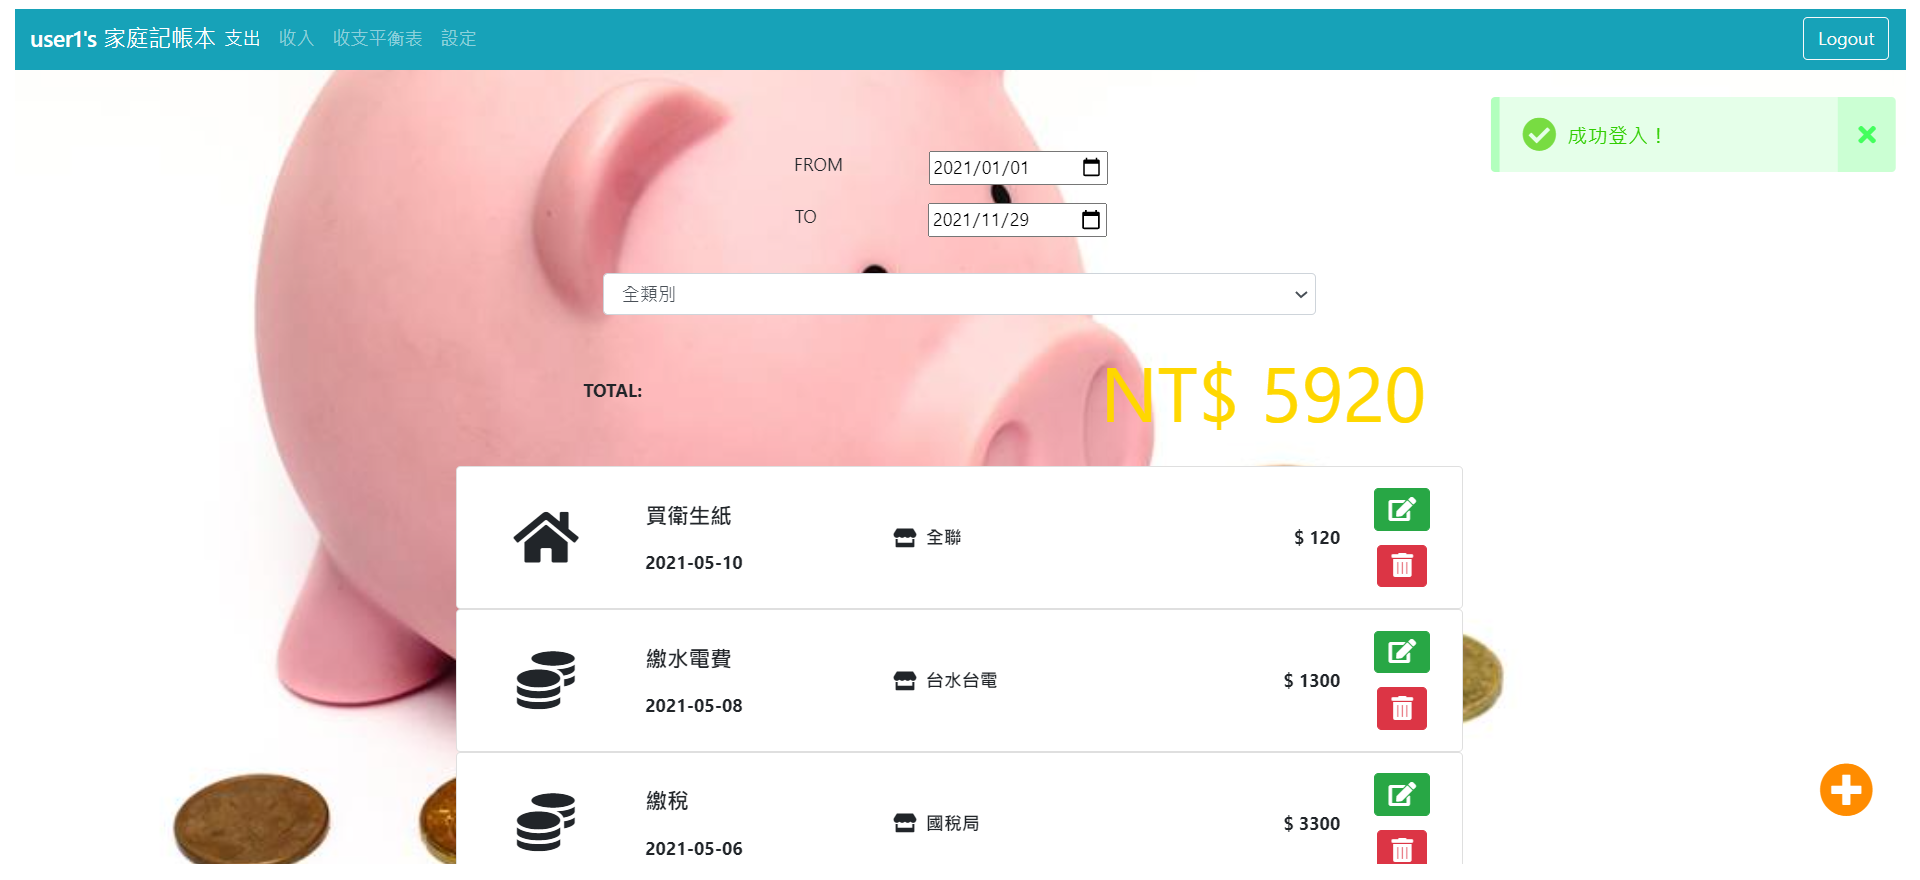 user1's 家庭記帳本 支出 收入 收支平衡表 設定 Logout
成功登入！
FROM 2021/01/01
TO 2021/11/29
全類別
TOTAL: NT$ 5920
買衛生紙
2021-05-10
全聯
$ 120
繳水電費
2021-05-08
台水台電
$ 1300
繳稅
2021-05-06
國稅局
$ 3300